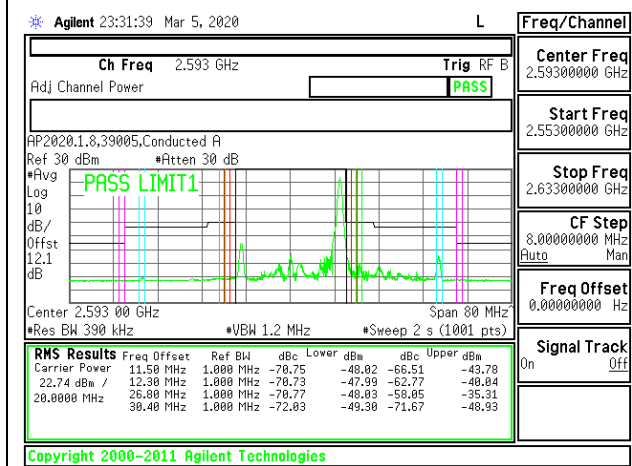 Agilent 23:31:39 Mar 5, 2020 L
Ch Freq 2.593 GHz Trig RF B
Adj Channel Power PASS
AP2020.1.8,39005,Conducted A
Ref 30 dBm #Atten 30 dB
#Avg
Log
10
dB/
Offst
12.1
dB
PASS LIMIT1
Center 2.593 00 GHz Span 80 MHz
#Res BW 390 kHz #VBW 1.2 MHz #Sweep 2 s (1001 pts)
RMS Results Freq Offset Ref BW dBc Lower dBm dBc Upper dBm
Carrier Power 11.50 MHz 1.000 MHz -70.75 -48.02 -66.51 -43.78
22.74 dBm / 12.30 MHz 1.000 MHz -70.73 -47.99 -62.77 -40.04
20.0000 MHz 26.80 MHz 1.000 MHz -70.77 -48.03 -58.05 -35.31
30.40 MHz 1.000 MHz -72.03 -49.30 -71.67 -48.93
Copyright 2000-2011 Agilent Technologies
Freq/Channel
Center Freq
2.59300000 GHz
Start Freq
2.55300000 GHz
Stop Freq
2.63300000 GHz
CF Step
8.00000000 MHz
Auto Man
Freq Offset
0.00000000 Hz
Signal Track
On Off